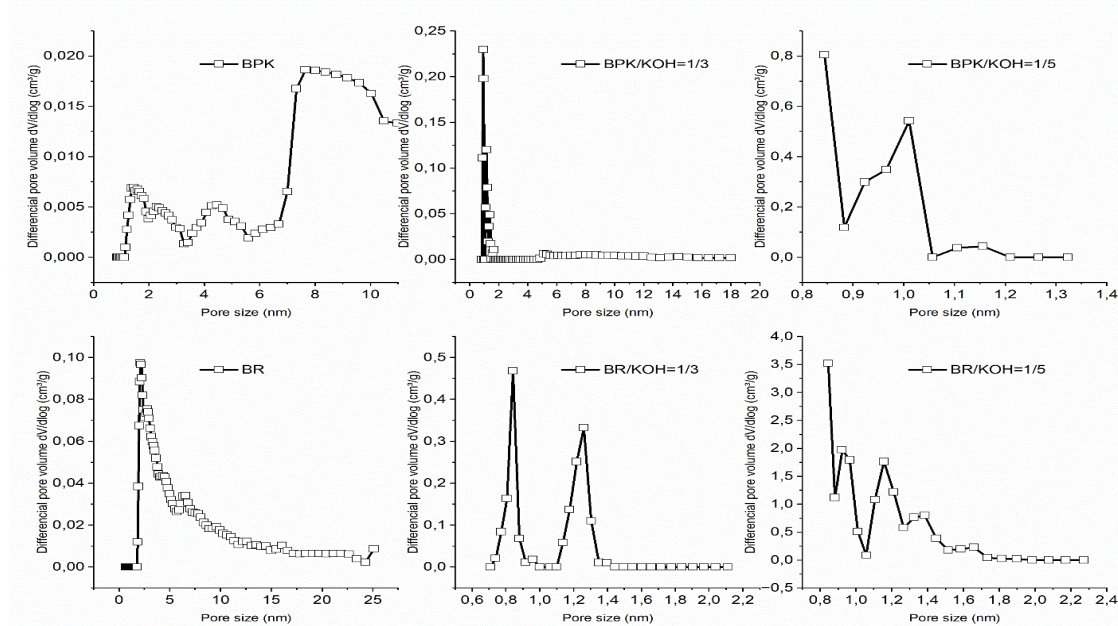 Differencial pore volume dV/dlog (cm³/g)
0,020
0,015
0,010
0,005
0,000
BPK
0 2 4 6 8 10
Pore size (nm)
Differencial pore volume dV/dlog (cm³/g)
0,25
0,20
0,15
0,10
0,05
0,00
BPK/KOH=1/3
0 2 4 6 8 10 12 14 16 18 20
Pore size (nm)
Differencial pore volume dV/dlog (cm³/g)
0,8
0,6
0,4
0,2
0,0
BPK/KOH=1/5
0,8 0,9 1,0 1,1 1,2 1,3 1,4
Pore size (nm)
Differencial pore volume dV/dlog (cm³/g)
0,10
0,08
0,06
0,04
0,02
0,00
BR
0 5 10 15 20 25
Pore size (nm)
Differencial pore volume dV/dlog (cm³/g)
0,5
0,4
0,3
0,2
0,1
0,0
BR/KOH=1/3
0,6 0,8 1,0 1,2 1,4 1,6 1,8 2,0 2,2
Pore size (nm)
Differencial pore volume dV/dlog (cm³/g)
4,0
3,5
3,0
2,5
2,0
1,5
1,0
0,5
0,0
−0,5
BR/KOH=1/5
0,8 1,0 1,2 1,4 1,6 1,8 2,0 2,2 2,4
Pore size (nm)